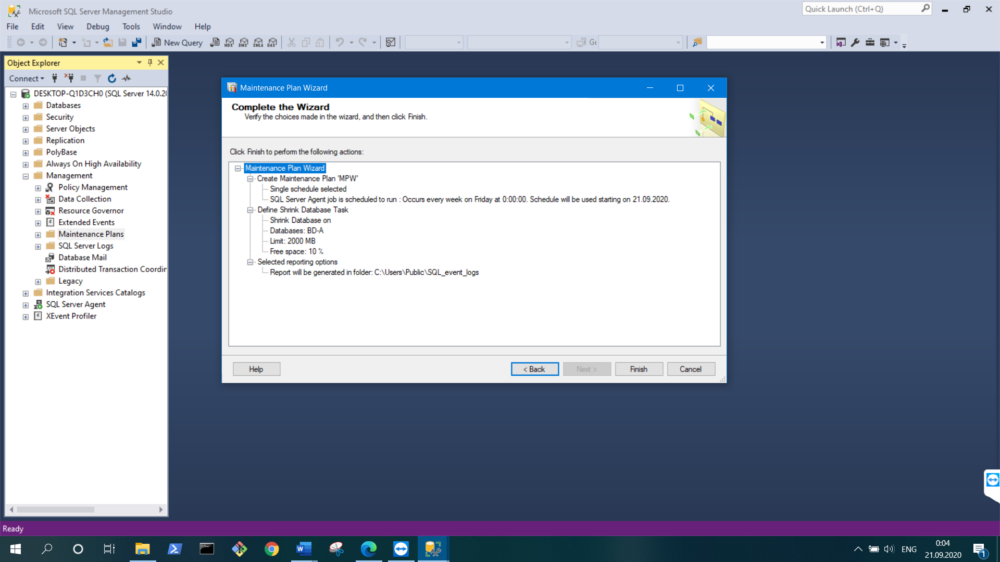 Microsoft SQL Server Management Studio
Quick Launch (Ctrl+Q)
File Edit View Debug Tools Window Help
New Query MDX DMX XMLA DAX Ge
Object Explorer
Connect
DESKTOP-Q1D3CH0 (SQL Server 14.0.20
Databases
Security
Server Objects
Replication
PolyBase
Always On High Availability
Management
Policy Management
Data Collection
Resource Governor
Extended Events
Maintenance Plans
SQL Server Logs
Database Mail
Distributed Transaction Coordin
Legacy
Integration Services Catalogs
SQL Server Agent
XEvent Profiler
Maintenance Plan Wizard
Complete the Wizard
Verify the choices made in the wizard, and then click Finish.
Click Finish to perform the following actions:
Maintenance Plan Wizard
Create Maintenance Plan 'MPW'
Single schedule selected
SQL Server Agent job is scheduled to run : Occurs every week on Friday at 0:00:00. Schedule will be used starting on 21.09.2020.
Define Shrink Database Task
Shrink Database on
Databases: BD-A
Limit: 2000 MB
Free space: 10 %
Selected reporting options
Report will be generated in folder: C:\Users\Public\SQL_event_logs
Help < Back Next > Finish Cancel
Ready
ENG
0:04
21.09.2020
1